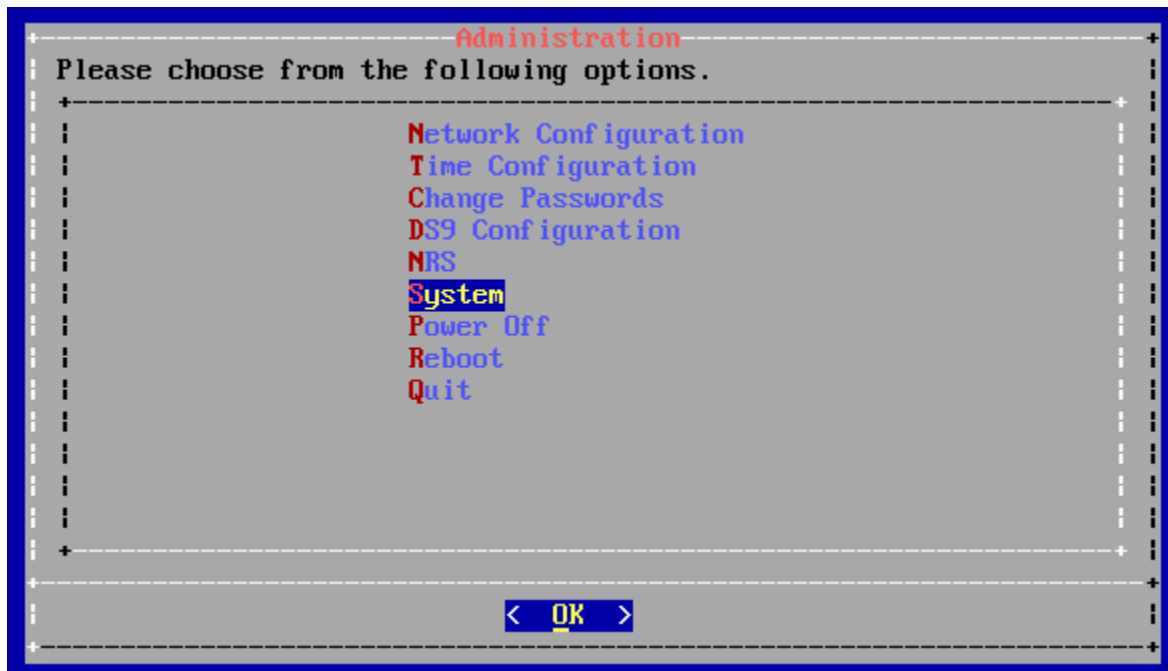 Administration
Please choose from the following options.
Network Configuration
Time Configuration
Change Passwords
DS9 Configuration
NRS
System
Power Off
Reboot
Quit
< OK >